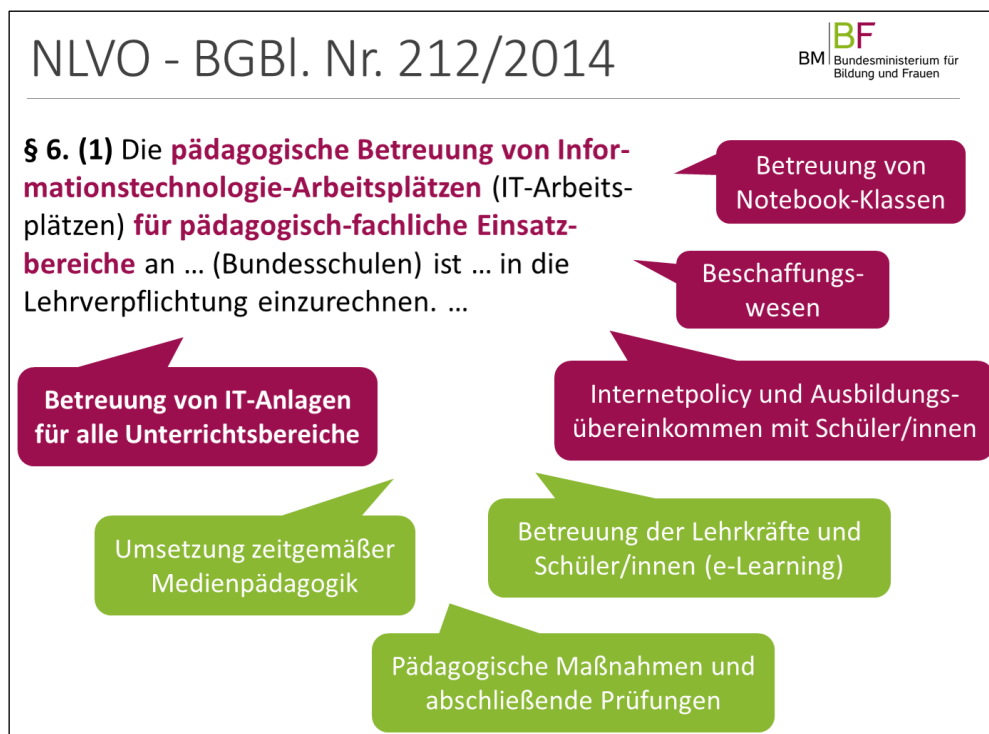 NLVO - BGBl. Nr. 212/2014
BM BF
Bundesministerium für
Bildung und Frauen
§ 6. (1) Die pädagogische Betreuung von Infor-
mationstechnologie-Arbeitsplätzen (IT-Arbeits-
plätzen) für pädagogisch-fachliche Einsatz-
bereiche an ... (Bundesschulen) ist ... in die
Lehrverpflichtung einzurechnen. ...
Betreuung von
Notebook-Klassen
Beschaffungs-
wesen
Betreuung von IT-Anlagen
für alle Unterrichtsbereiche
Internetpolicy und Ausbildungs-
übereinkommen mit Schüler/innen
Umsetzung zeitgemäßer
Medienpädagogik
Betreuung der Lehrkräfte und
Schüler/innen (e-Learning)
Pädagogische Maßnahmen und
abschließende Prüfungen